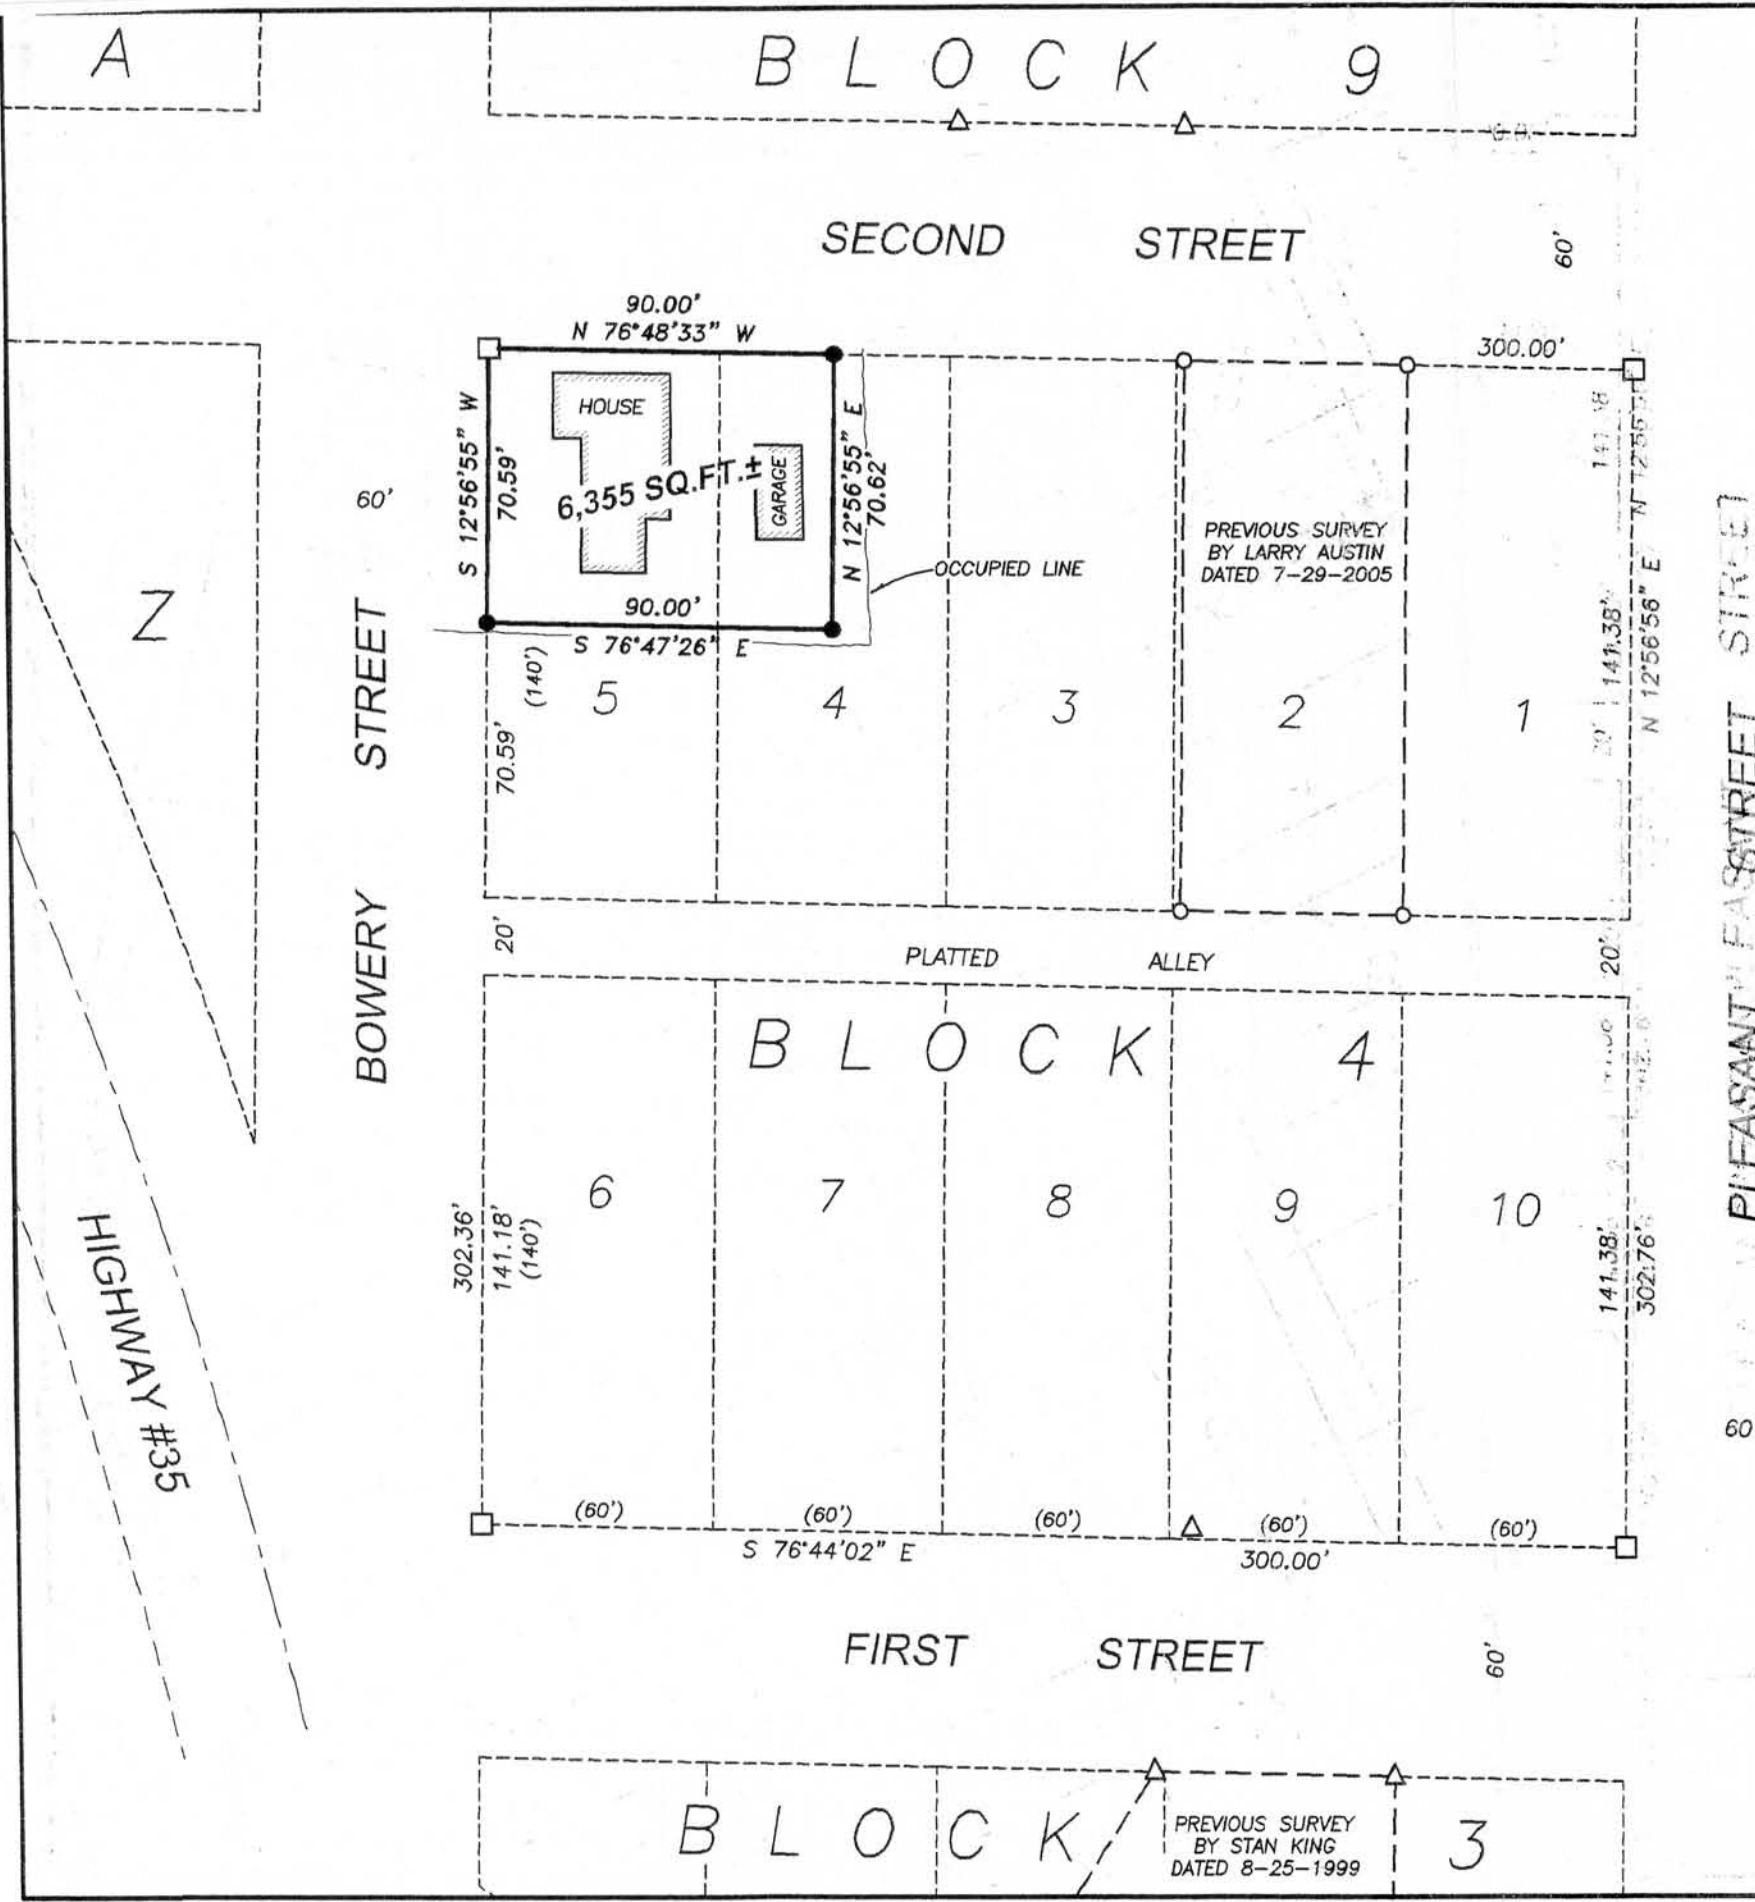 A
BLOCK 9
SECOND STREET
60'
90.00'
N 76°48'33" W
300.00'
HOUSE
S 12°56'55" W
70.59'
6,355 SQ.FT.±
GARAGE
N 12°56'55" E
70.62'
60'
PREVIOUS SURVEY
BY LARRY AUSTIN
DATED 7-29-2005
OCCUPIED LINE
90.00'
S 76°47'26" E
Z
(140')
70.59'
5
4
3
2
1
141.38'
N 12°56'56" E
BOWERY STREET
20'
PLATTED ALLEY
20'
BLOCK 4
PLEASANT STREET
6
7
8
9
10
302.36'
141.18'
(140')
141.38'
302.76'
HIGHWAY #35
60
(60')
(60')
(60')
(60')
(60')
S 76°44'02" E
300.00'
FIRST STREET
60'
BLOCK 3
PREVIOUS SURVEY
BY STAN KING
DATED 8-25-1999